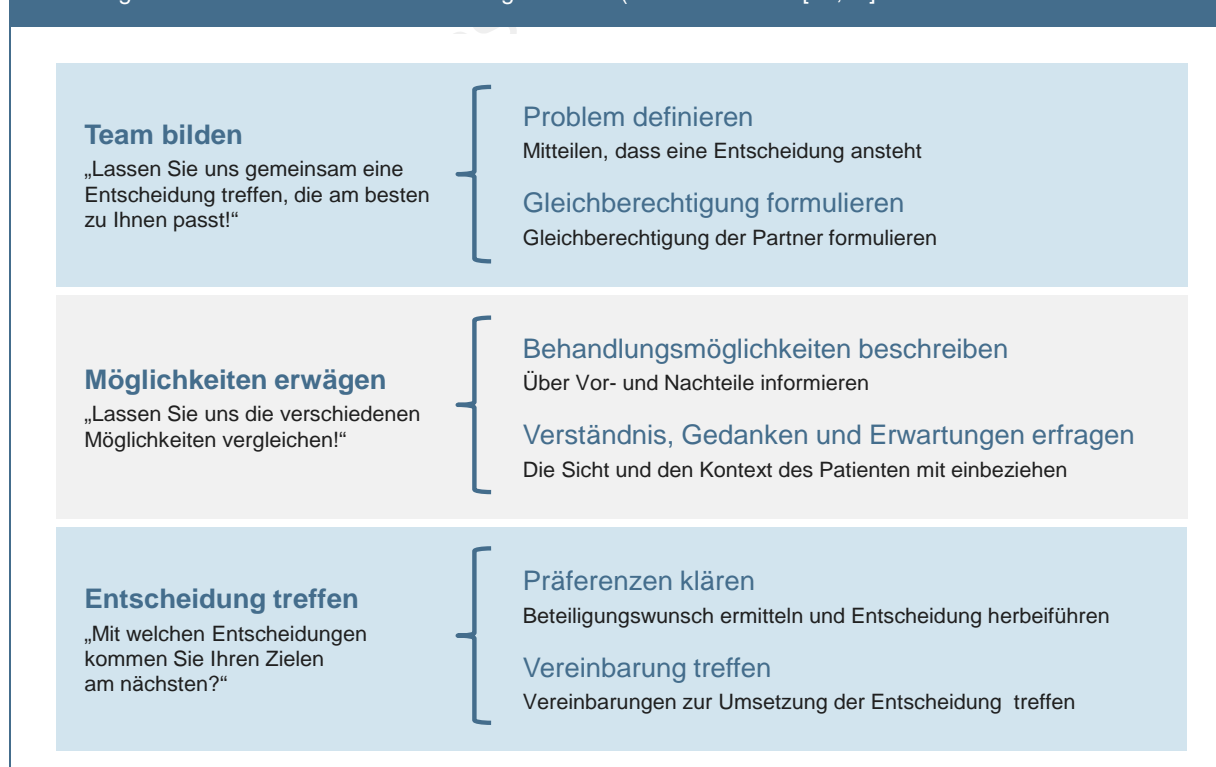 Team bilden
„Lassen Sie uns gemeinsam eine
Entscheidung treffen, die am besten
zu Ihnen passt!“
Problem definieren
Mitteilen, dass eine Entscheidung ansteht
Gleichberechtigung formulieren
Gleichberechtigung der Partner formulieren
Möglichkeiten erwägen
„Lassen Sie uns die verschiedenen
Möglichkeiten vergleichen!“
Behandlungsmöglichkeiten beschreiben
Über Vor- und Nachteile informieren
Verständnis, Gedanken und Erwartungen erfragen
Die Sicht und den Kontext des Patienten mit einbeziehen
Entscheidung treffen
„Mit welchen Entscheidungen
kommen Sie Ihren Zielen
am nächsten?“
Präferenzen klären
Beteiligungswunsch ermitteln und Entscheidung herbeiführen
Vereinbarung treffen
Vereinbarungen zur Umsetzung der Entscheidung treffen